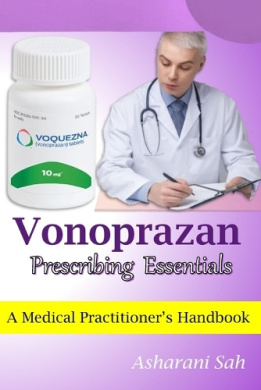 VOQUEZNA
(vonoprazan) tablets
10 mg
Vonoprazan
Prescribing Essentials
A Medical Practitioner's Handbook
Asharani Sah